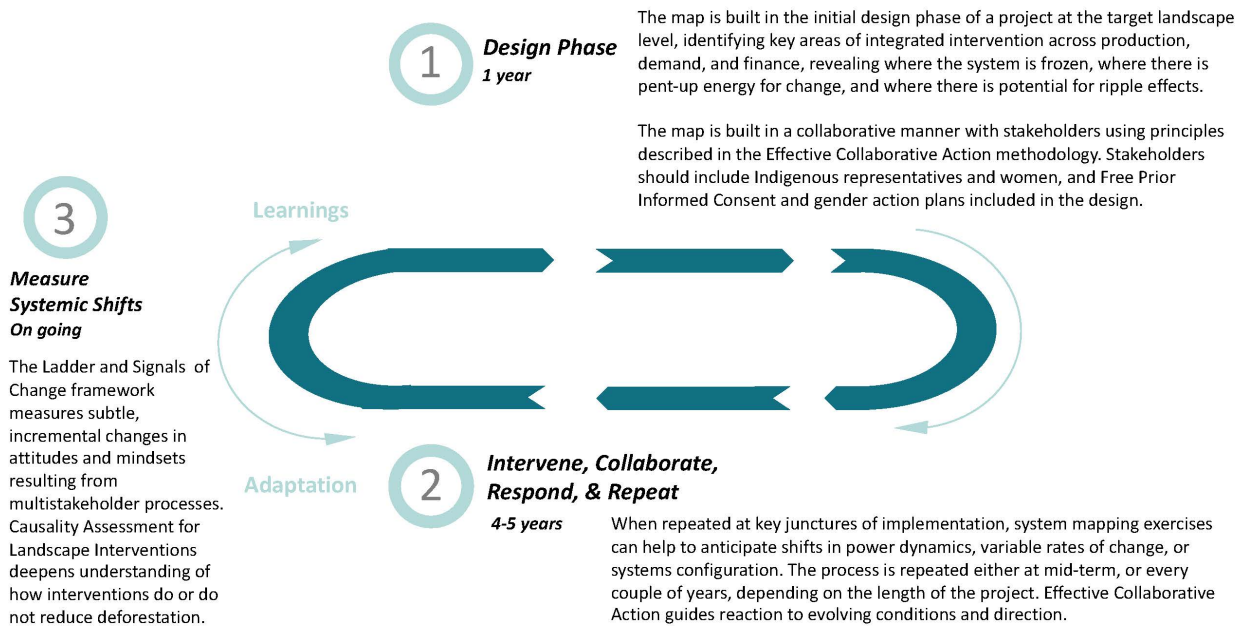 1
Design Phase
1 year
The map is built in the initial design phase of a project at the target landscape
level, identifying key areas of integrated intervention across production,
demand, and finance, revealing where the system is frozen, where there is
pent-up energy for change, and where there is potential for ripple effects.
The map is built in a collaborative manner with stakeholders using principles
described in the Effective Collaborative Action methodology. Stakeholders
should include Indigenous representatives and women, and Free Prior
Informed Consent and gender action plans included in the design.
3
Measure
Systemic Shifts
On going
The Ladder and Signals of
Change framework
measures subtle,
incremental changes in
attitudes and mindsets
resulting from
multistakeholder processes.
Causality Assessment for
Landscape Interventions
deepens understanding of
how interventions do or do
not reduce deforestation.
Learnings
Adaptation
2
Intervene, Collaborate,
Respond, & Repeat
4-5 years
When repeated at key junctures of implementation, system mapping exercises
can help to anticipate shifts in power dynamics, variable rates of change, or
systems configuration. The process is repeated either at mid-term, or every
couple of years, depending on the length of the project. Effective Collaborative
Action guides reaction to evolving conditions and direction.